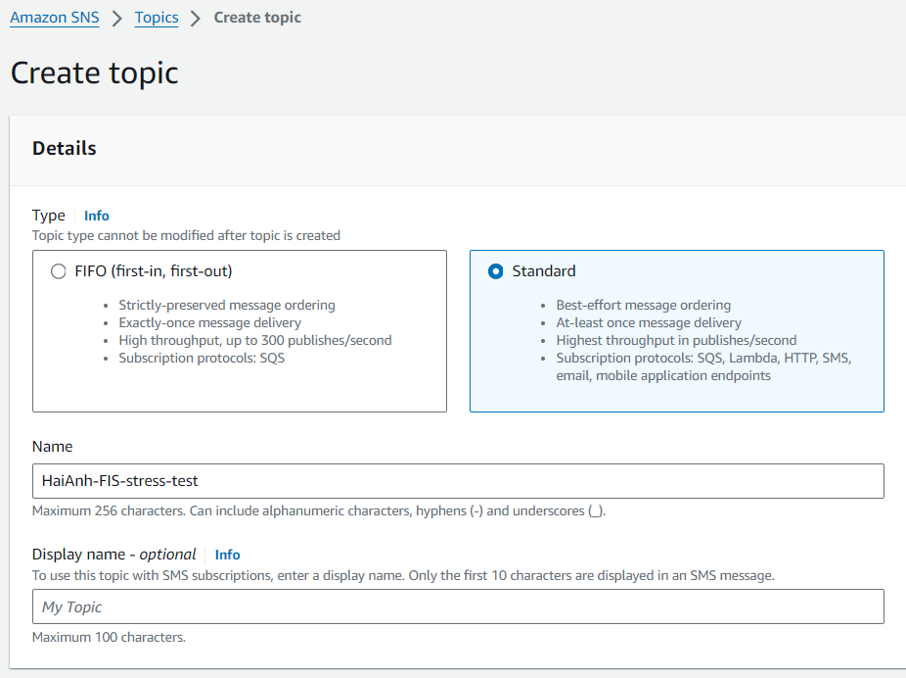 Amazon SNS > Topics > Create topic
Create topic
Details
Type Info
Topic type cannot be modified after topic is created
FIFO (first-in, first-out)
• Strictly-preserved message ordering
• Exactly-once message delivery
• High throughput, up to 300 publishes/second
• Subscription protocols: SQS
Standard
• Best-effort message ordering
• At-least once message delivery
• Highest throughput in publishes/second
• Subscription protocols: SQS, Lambda, HTTP, SMS,
email, mobile application endpoints
Name
HaiAnh-FIS-stress-test
Maximum 256 characters. Can include alphanumeric characters, hyphens (-) and underscores (_).
Display name - optional Info
To use this topic with SMS subscriptions, enter a display name. Only the first 10 characters are displayed in an SMS message.
My Topic
Maximum 100 characters.